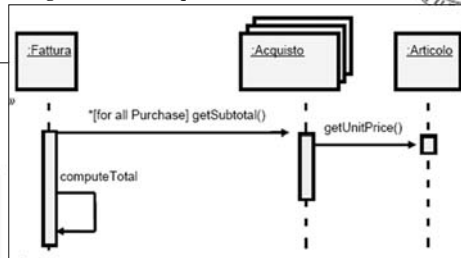 :Fattura
:Acquisto
:Articolo
*[for all Purchase] getSubtotal()
getUnitPrice()
computeTotal